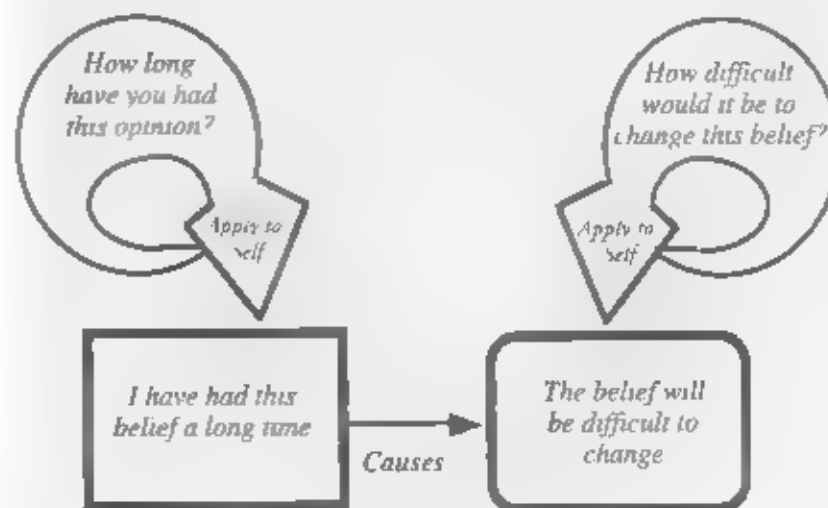 How long
have you had
this opinion?
Apply to
self
How difficult
would it be to
change this belief?
Apply to
self
I have had this
belief a long time
Causes
The belief will
be difficult to
change